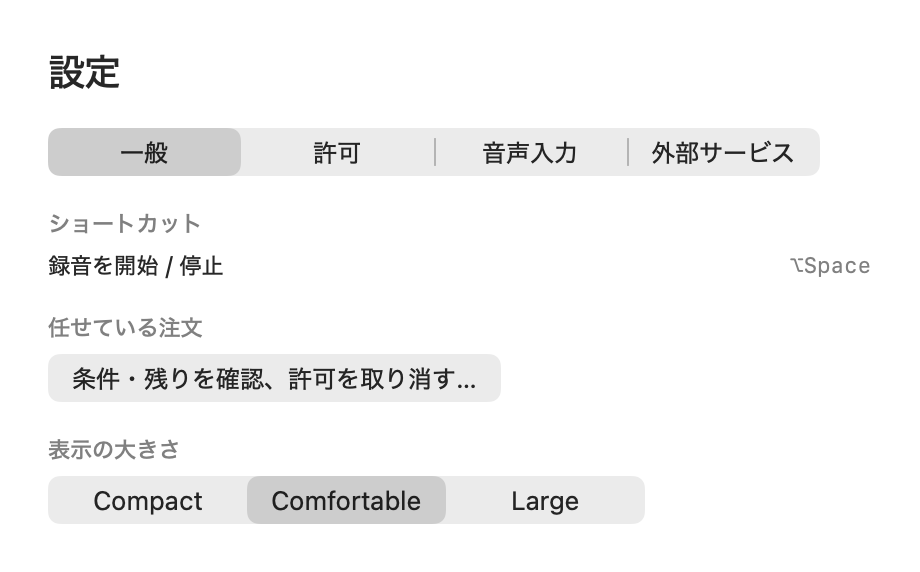 設定
一般 許可 音声入力 外部サービス
ショートカット
録音を開始 / 停止 ⌥Space
任せている注文
条件・残りを確認、許可を取り消す...
表示の大きさ
Compact Comfortable Large